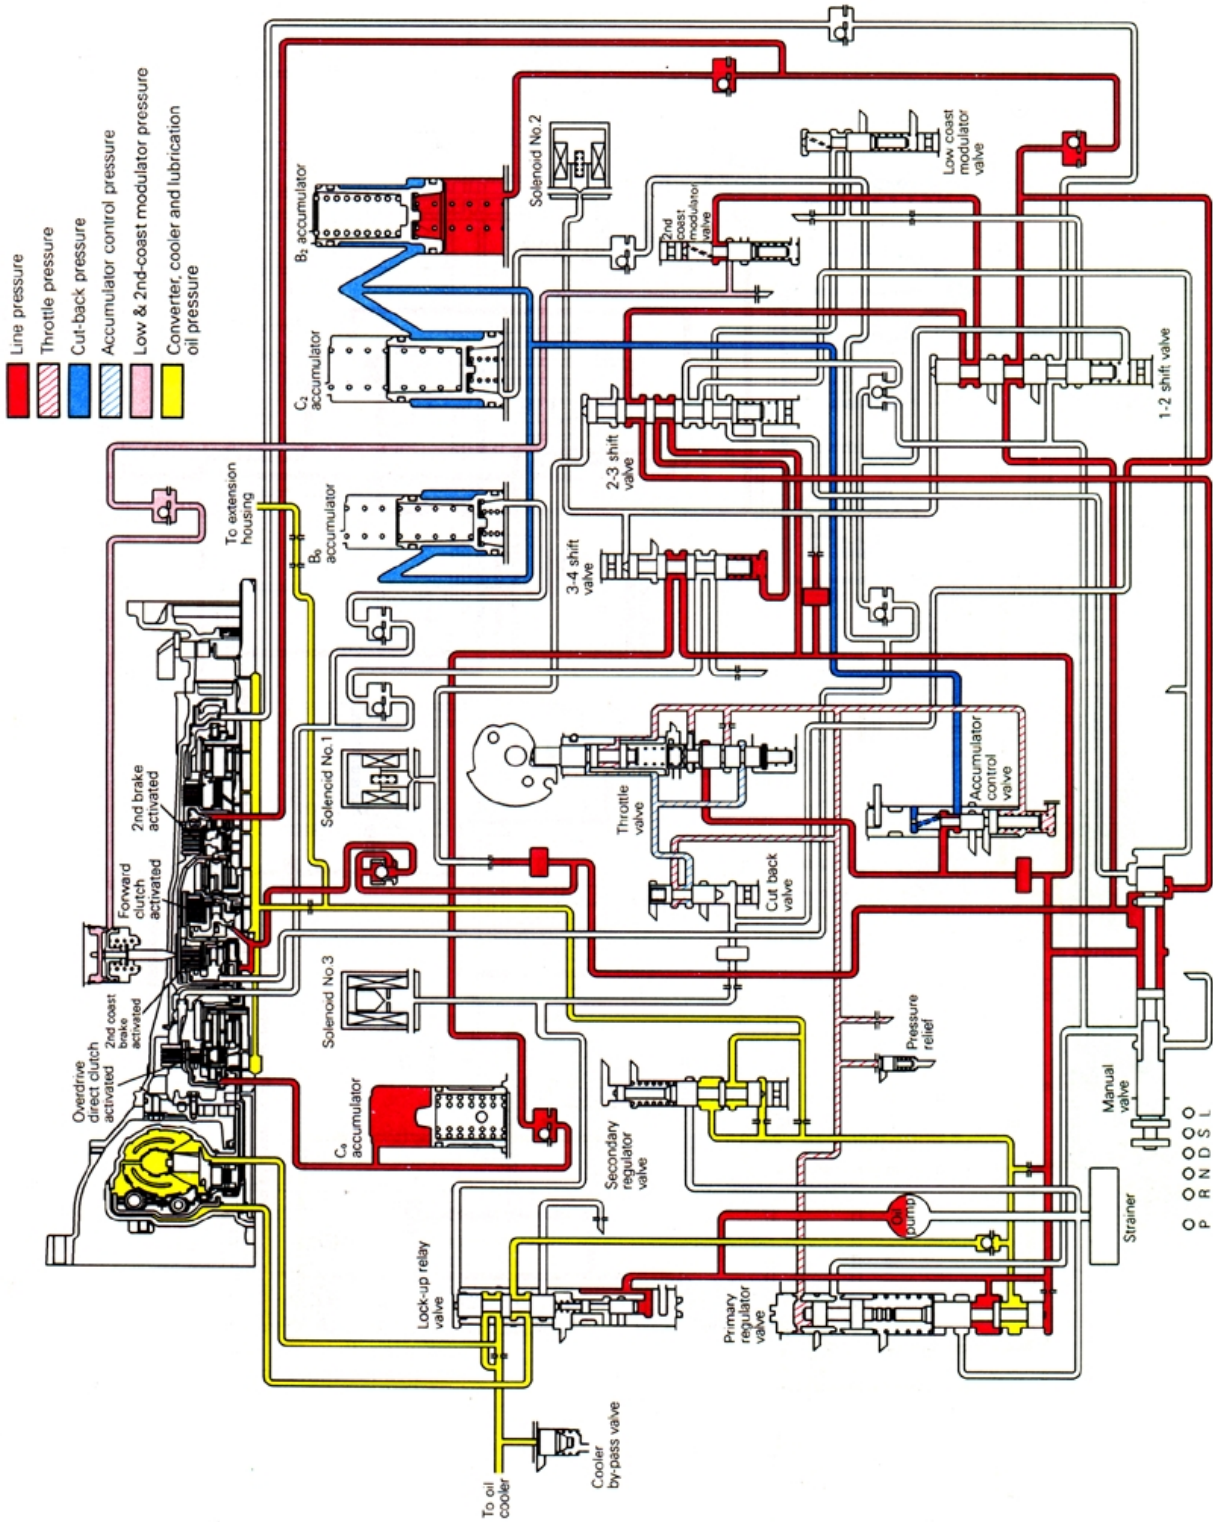 Line pressure
Throttle pressure
Cut-back pressure
Accumulator control pressure
Low & 2nd-coast modulator pressure
Converter, cooler and lubrication
oil pressure
To extension
housing
2nd brake
activated
Forward
clutch
activated
2nd coast
brake
activated
Overdrive
direct clutch
activated
B₂ accumulator
C₂
accumulator
B₀
accumulator
Solenoid No.1
Solenoid No.3
C₀
accumulator
Lock-up relay
valve
To oil
cooler
Cooler
by-pass valve
Solenoid No.2
2nd
coast
modulator
valve
Low coast
modulator
valve
2-3 shift
valve
1-2 shift valve
3-4 shift
valve
Throttle
valve
Accumulator
control
valve
Cut back
valve
Pressure
relief
Secondary
regulator
valve
Manual
valve
Oil
pump
Primary
regulator
valve
Strainer
P R N D S L